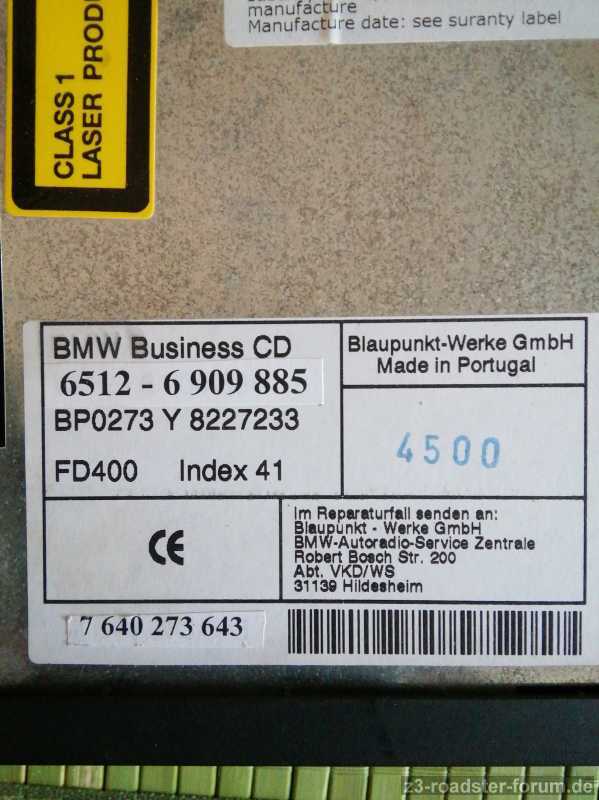 manufacture
Manufacture date: see suranty label
CLASS 1
LASER PROD
BMW Business CD
6512 - 6 909 885
BP0273 Y 8227233
FD400 Index 41
Blaupunkt-Werke GmbH
Made in Portugal
4500
CE
Im Reparaturfall senden an:
Blaupunkt - Werke GmbH
BMW-Autoradio-Service Zentrale
Robert Bosch Str. 200
Abt. VKD/WS
31139 Hildesheim
7 640 273 643
z3-roadster-forum.de